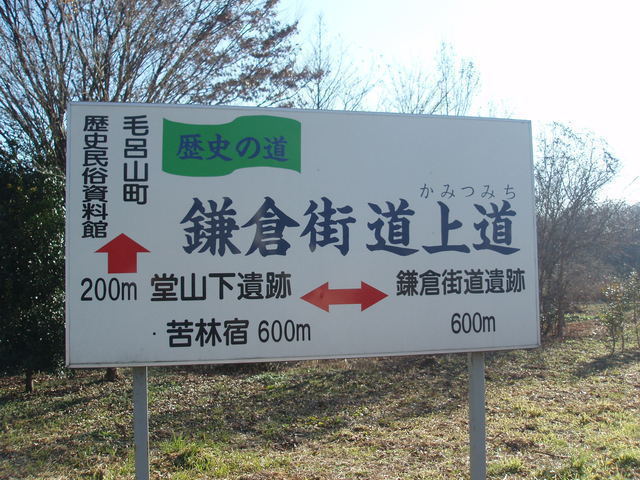 歴史の道
毛呂山町
歴史民俗資料館
200m
かみつみち
鎌倉街道上道
堂山下遺跡
・苦林宿 600m
鎌倉街道遺跡
600m